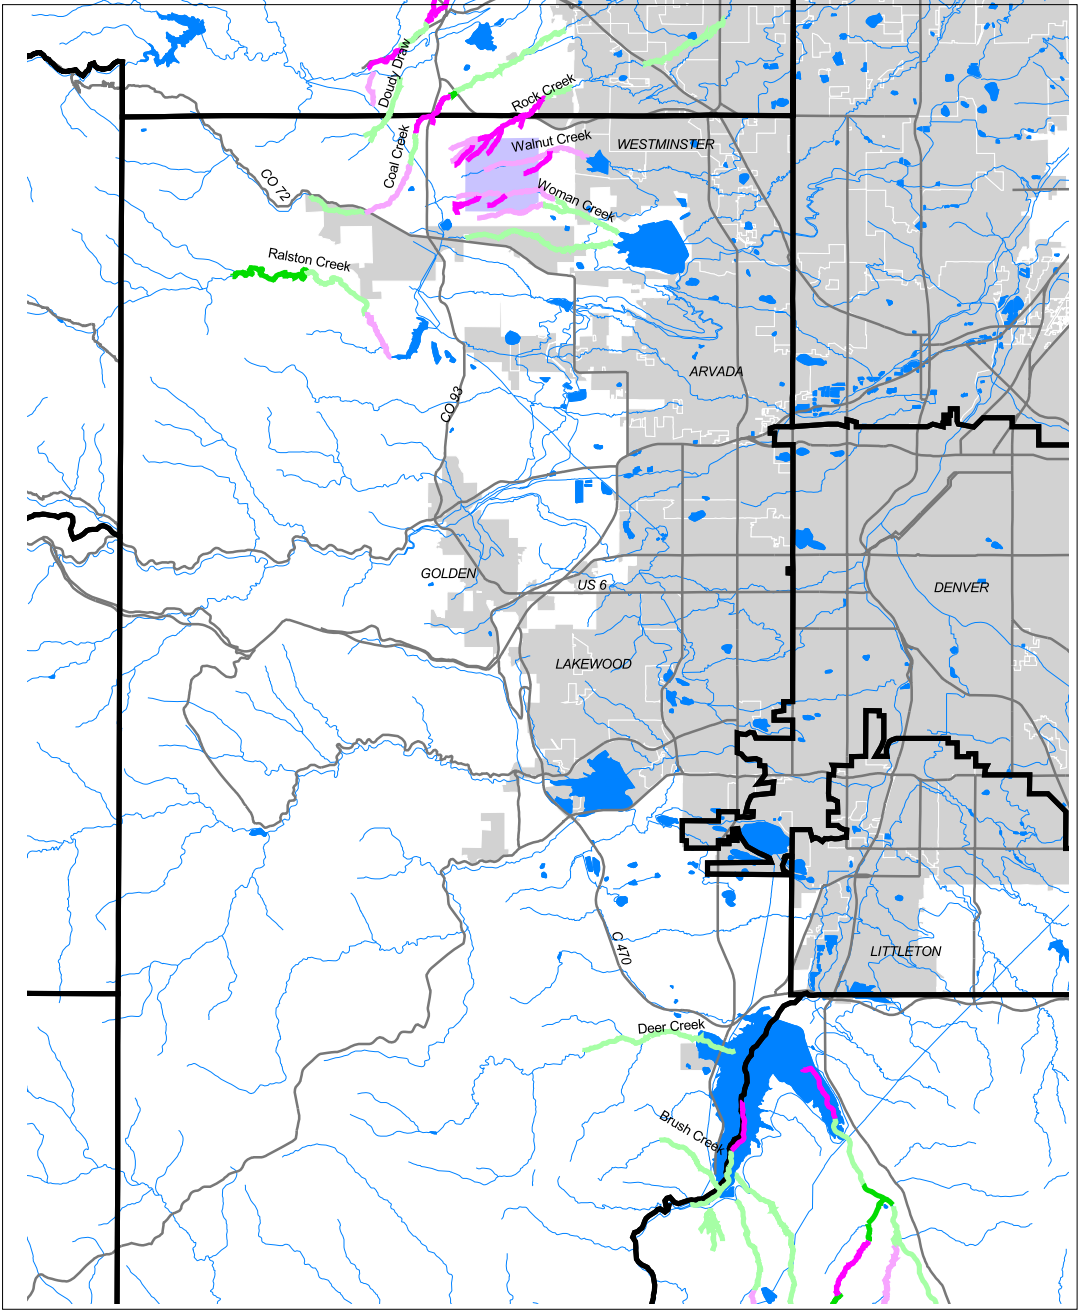 Doudy Draw
Rock Creek
Coal Creek
Walnut Creek
WESTMINSTER
CO 72
Woman Creek
Ralston Creek
ARVADA
CO 93
GOLDEN
US 6
DENVER
LAKEWOOD
C 470
LITTLETON
Deer Creek
Brush Creek